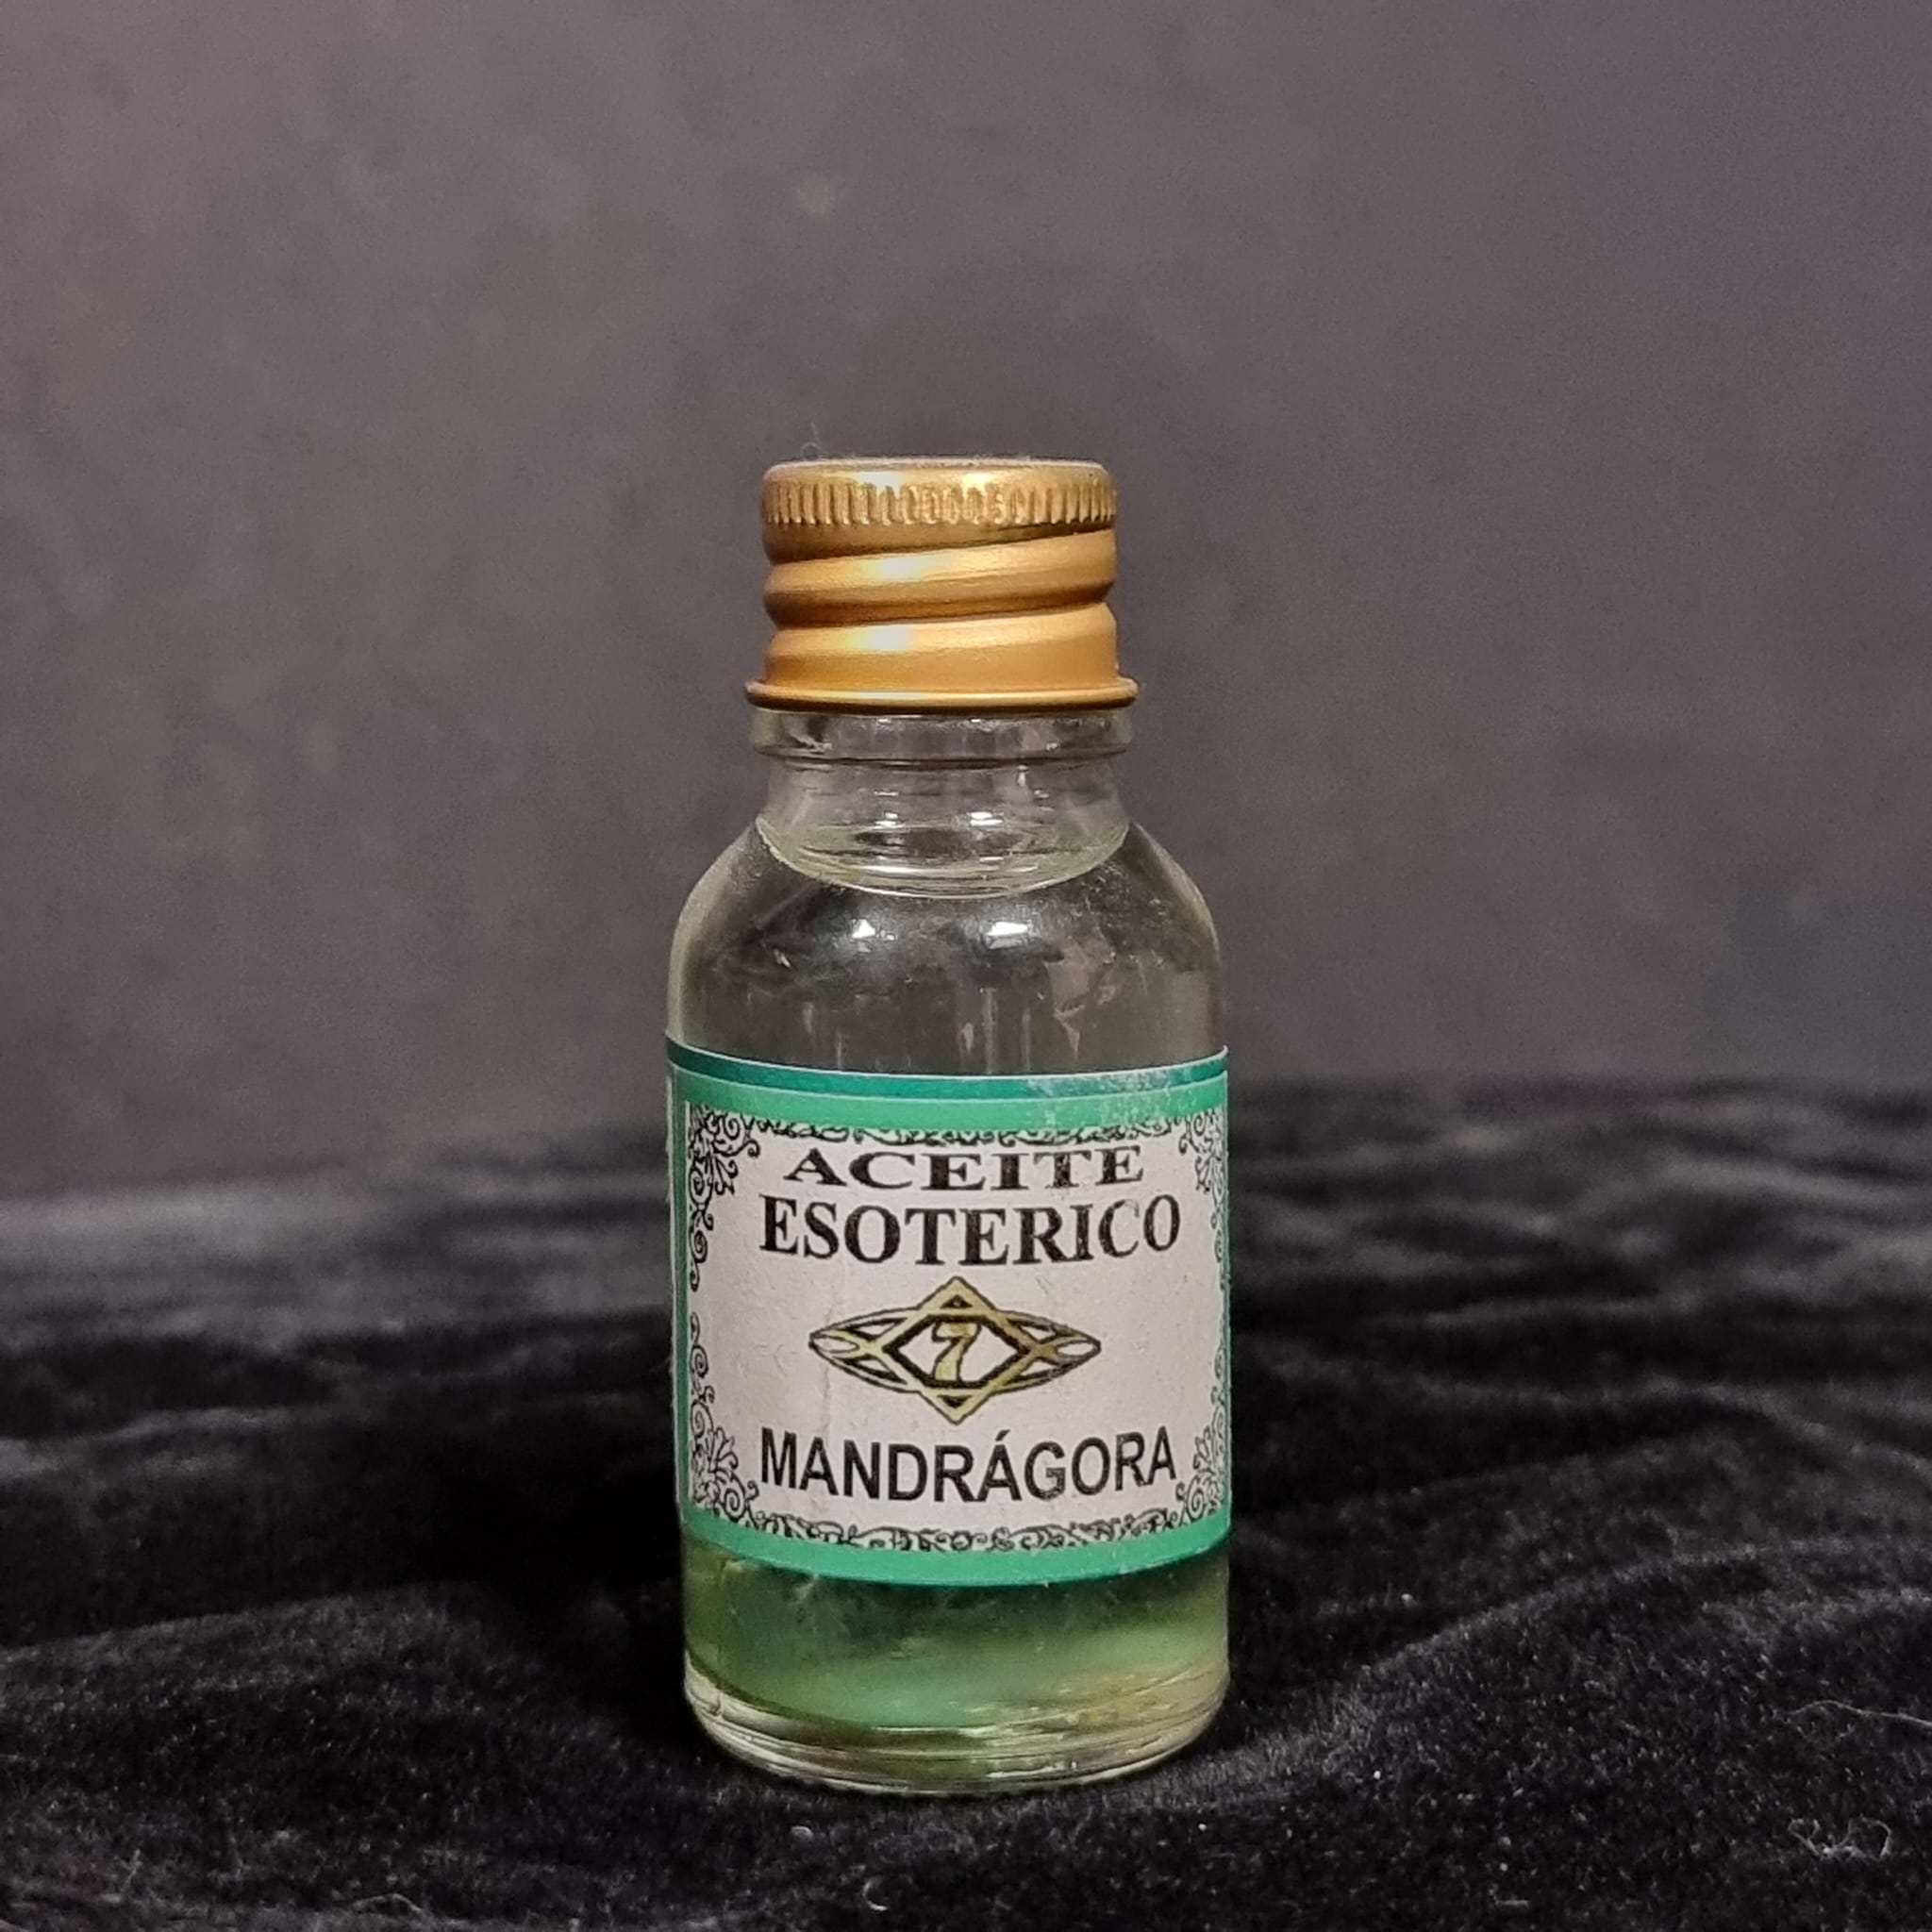 ACEITE
ESOTERICO
7
MANDRÁGORA